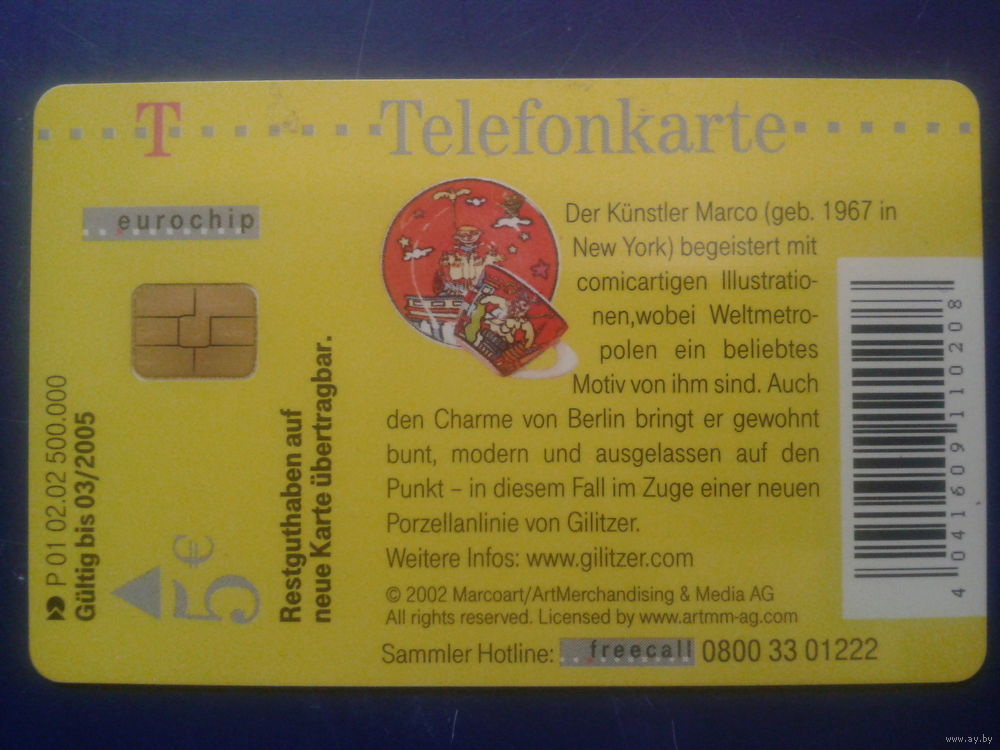 T Telefonkarte
eurochip
P 01 02.02 500.000
Gültig bis 03/2005
5€
Restguthaben auf
neue Karte übertragbar.
Der Künstler Marco (geb. 1967 in
New York) begeistert mit
comicartigen Illustratio-
nen,wobei Weltmetro-
polen ein beliebtes
Motiv von ihm sind. Auch
den Charme von Berlin bringt er gewohnt
bunt, modern und ausgelassen auf den
Punkt – in diesem Fall im Zuge einer neuen
Porzellanlinie von Gilitzer.
Weitere Infos: www.gilitzer.com
© 2002 Marcoart/ArtMerchandising & Media AG
All rights reserved. Licensed by www.artmm-ag.com
Sammler Hotline: freecall 0800 33 01222
4 041609 110208
www.ay.by